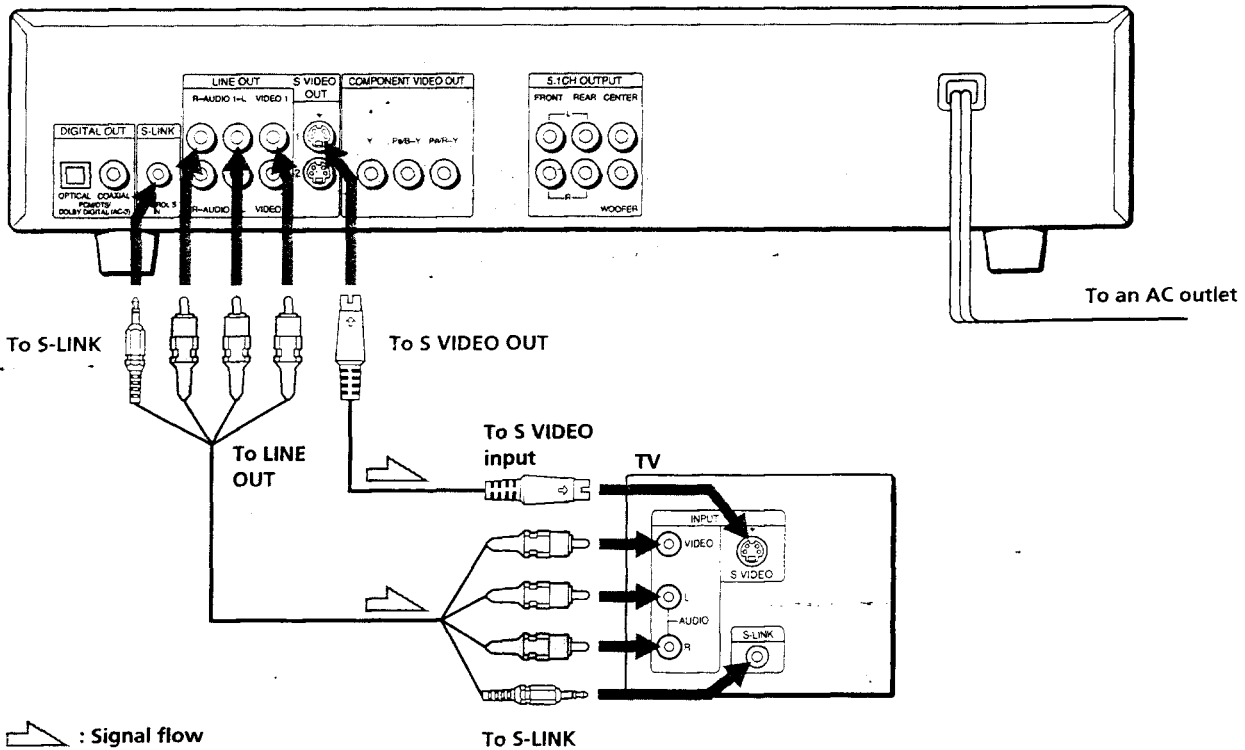 LINE OUT
R–AUDIO 1–L VIDEO 1
S VIDEO
OUT
1
2
COMPONENT VIDEO OUT
Y PB/B–Y PR/R–Y
5.1CH OUTPUT
FRONT REAR CENTER
L
R
WOOFER
DIGITAL OUT
S-LINK
OPTICAL COAXIAL
PCM/DTS/
DOLBY DIGITAL (AC-3)
IN
R–AUDIO L VIDEO
To an AC outlet
To S-LINK
To S VIDEO OUT
To LINE
OUT
To S VIDEO
input
TV
INPUT
VIDEO
S VIDEO
L
AUDIO
R
S-LINK
To S-LINK
: Signal flow